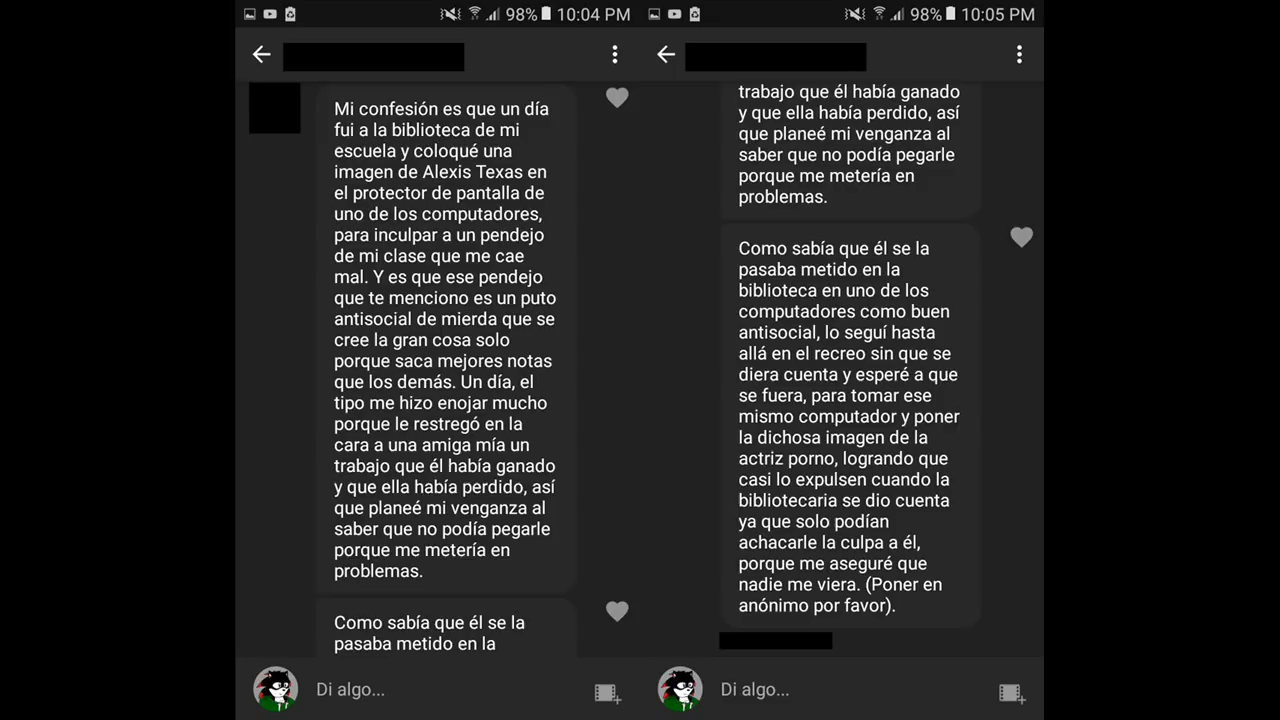 98% 10:04 PM
Mi confesión es que un día
fui a la biblioteca de mi
escuela y coloqué una
imagen de Alexis Texas en
el protector de pantalla de
uno de los computadores,
para inculpar a un pendejo
de mi clase que me cae
mal. Y es que ese pendejo
que te menciono es un puto
antisocial de mierda que se
cree la gran cosa solo
porque saca mejores notas
que los demás. Un día, el
tipo me hizo enojar mucho
porque le restregó en la
cara a una amiga mía un
trabajo que él había ganado
y que ella había perdido, así
que planeé mi venganza al
saber que no podía pegarle
porque me metería en
problemas.
Como sabía que él se la
pasaba metido en la
Di algo...
98% 10:05 PM
trabajo que él había ganado
y que ella había perdido, así
que planeé mi venganza al
saber que no podía pegarle
porque me metería en
problemas.
Como sabía que él se la
pasaba metido en la
biblioteca en uno de los
computadores como buen
antisocial, lo seguí hasta
allá en el recreo sin que se
diera cuenta y esperé a que
se fuera, para tomar ese
mismo computador y poner
la dichosa imagen de la
actriz porno, logrando que
casi lo expulsen cuando la
bibliotecaria se dio cuenta
ya que solo podían
achacarle la culpa a él,
porque me aseguré que
nadie me viera. (Poner en
anónimo por favor).
Di algo...